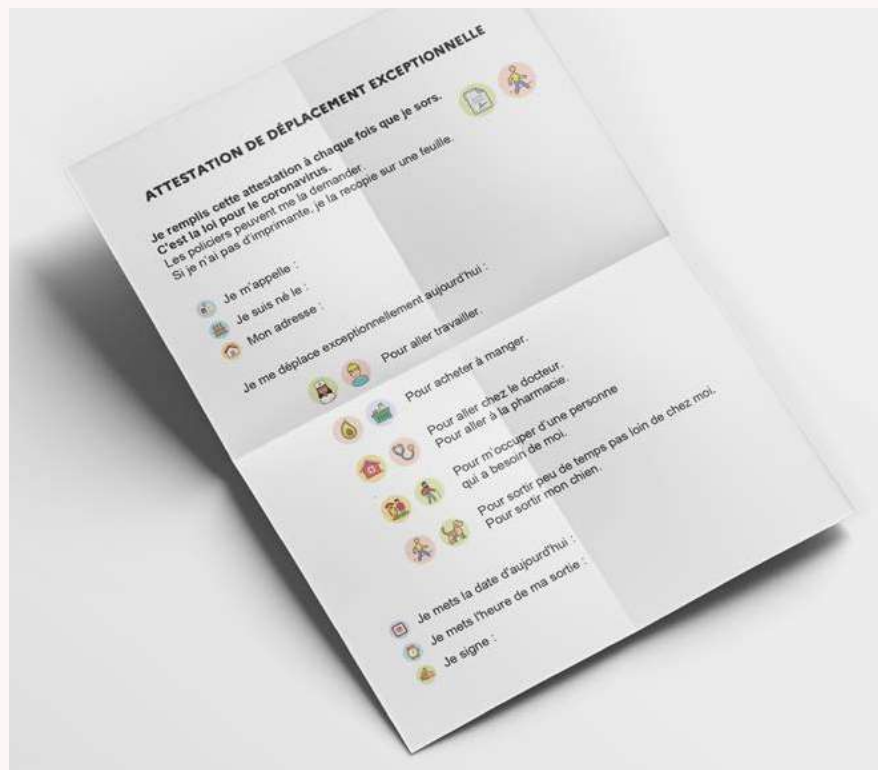 ATTESTATION DE DÉPLACEMENT EXCEPTIONNELLE
Je remplis cette attestation à chaque fois que je sors.
C'est la loi pour le coronavirus.
Les policiers peuvent me la demander.
Si je n'ai pas d'imprimante, je la recopie sur une feuille.
Je m'appelle :
Je suis né le :
Mon adresse :
Je me déplace exceptionnellement aujourd'hui :
Pour aller travailler.
Pour acheter à manger.
Pour aller chez le docteur.
Pour aller à la pharmacie.
Pour m'occuper d'une personne
qui a besoin de moi.
Pour sortir peu de temps pas loin de chez moi.
Pour sortir mon chien.
Je mets la date d'aujourd'hui :
Je mets l'heure de ma sortie :
Je signe :